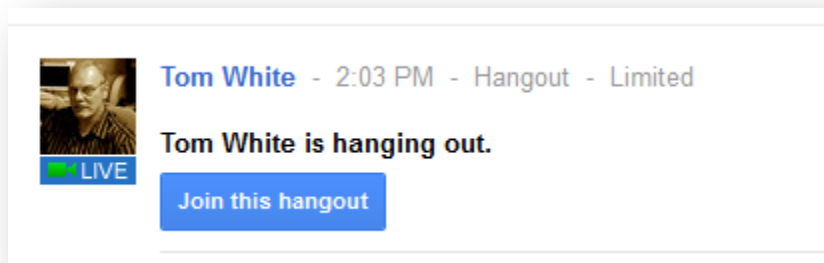 Tom White - 2:03 PM - Hangout - Limited
Tom White is hanging out.
LIVE
Join this hangout